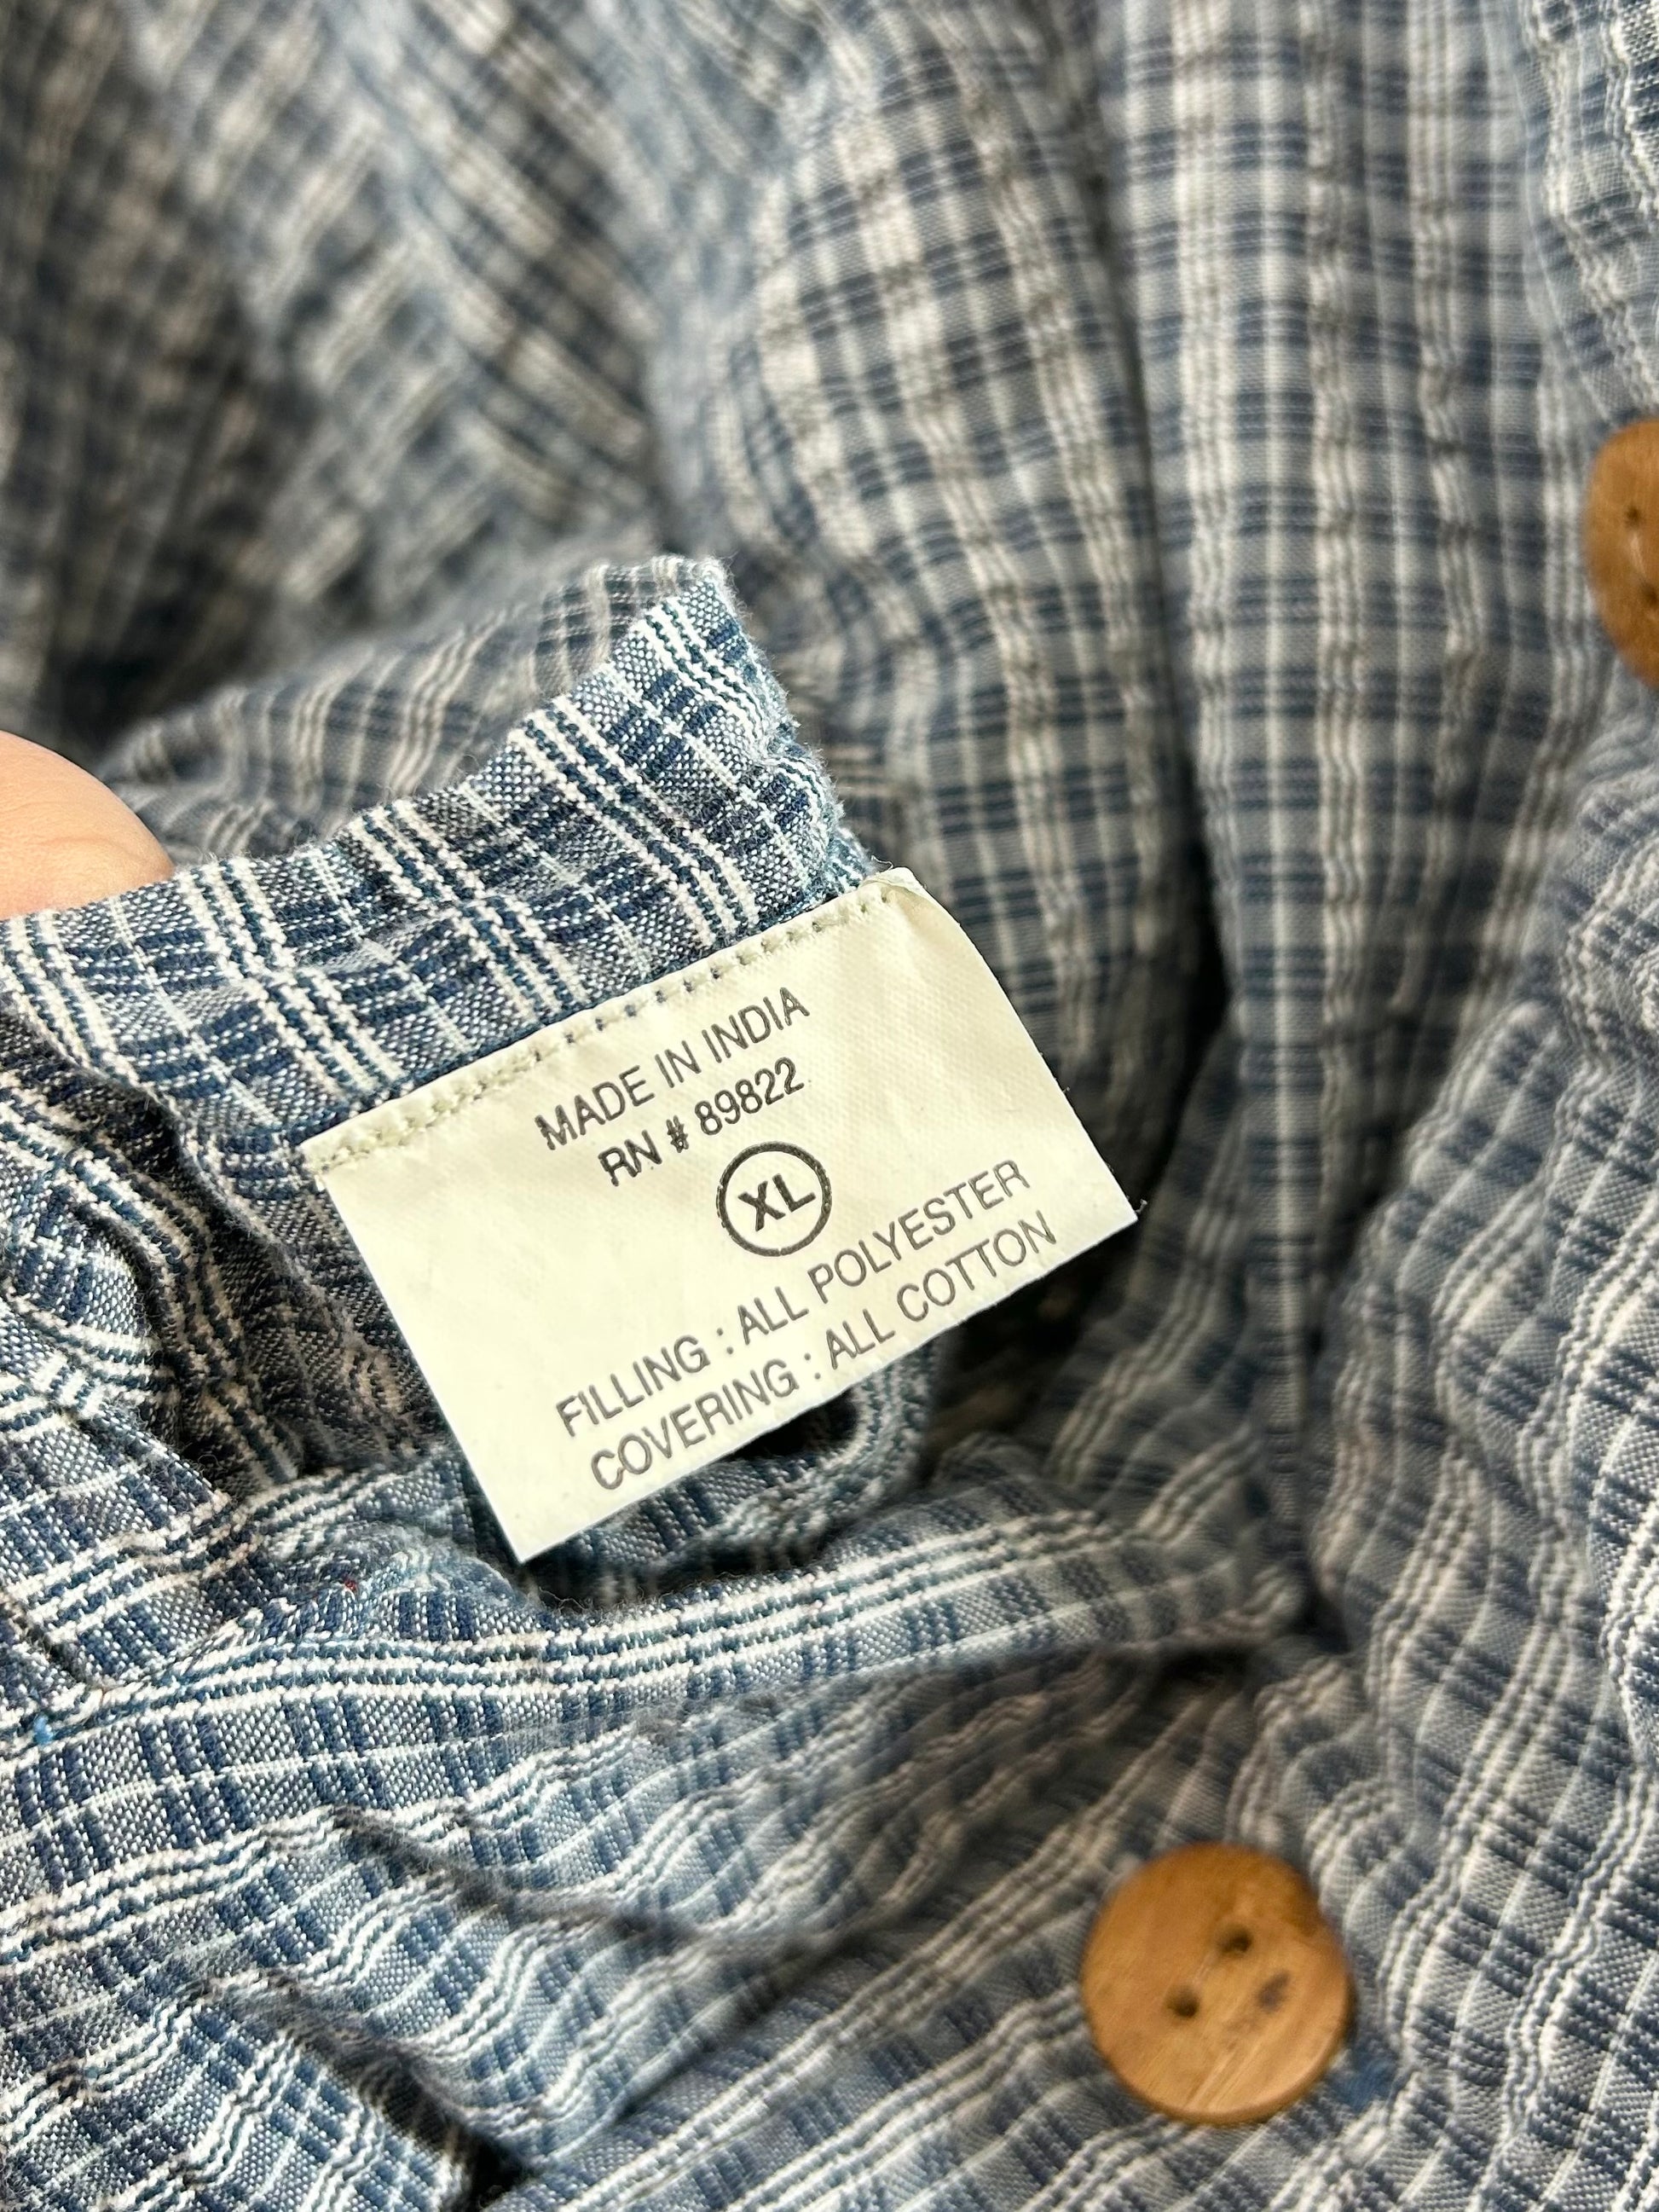 MADE IN INDIA
RN # 89822
XL
FILLING : ALL POLYESTER
COVERING : ALL COTTON